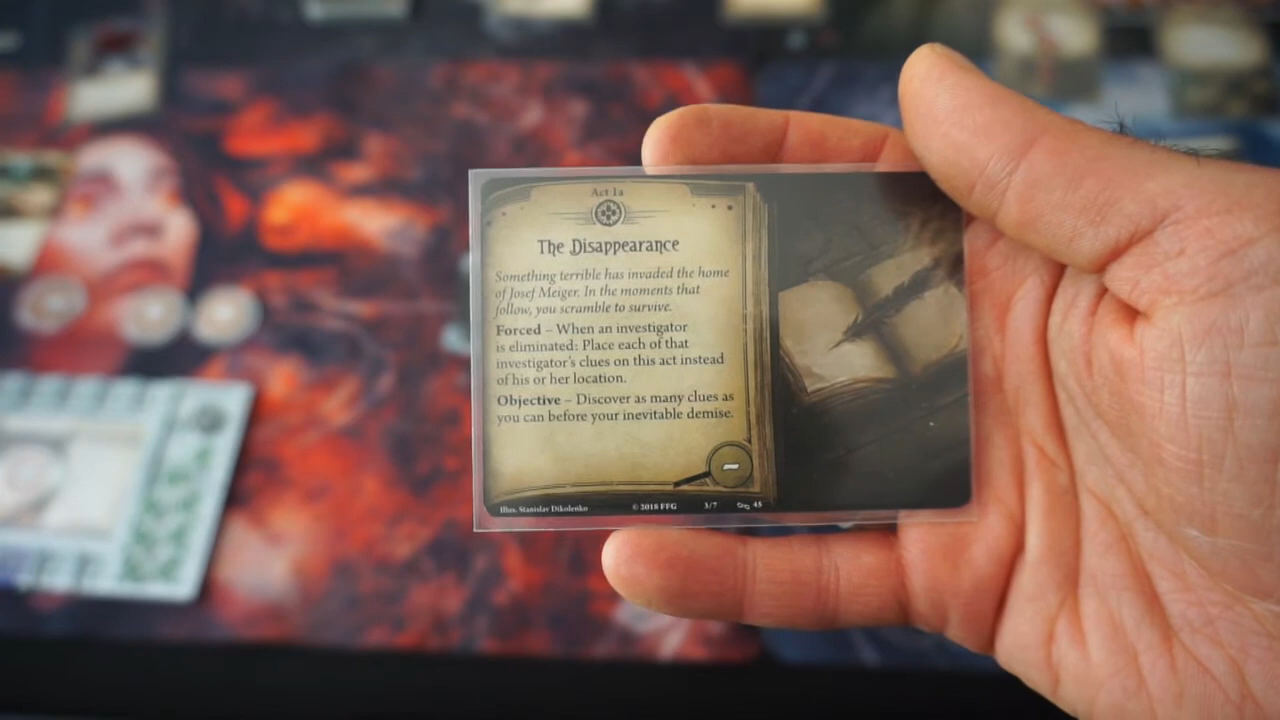 Act 1a
The Disappearance
Something terrible has invaded the home
of Josef Meiger. In the moments that
follow, you scramble to survive.
Forced – When an investigator
is eliminated: Place each of that
investigator's clues on this act instead
of his or her location.
Objective – Discover as many clues as
you can before your inevitable demise.
–
Illus. Stanislav Dikolenko © 2018 FFG 3/7 45